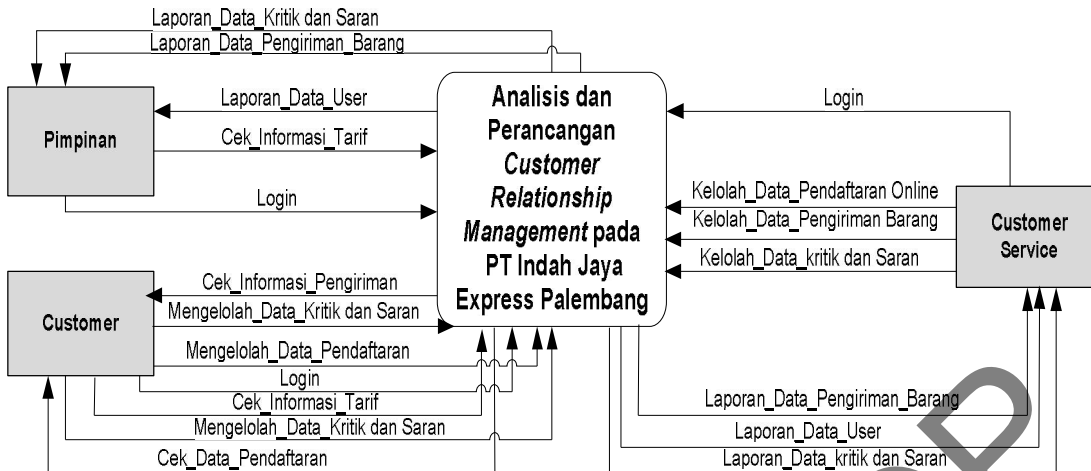 Laporan_Data_Kritik dan Saran
Laporan_Data_Pengiriman_Barang
Pimpinan
Laporan_Data_User
Cek_Informasi_Tarif
Login
Analisis dan
Perancangan
Customer
Relationship
Management pada
PT Indah Jaya
Express Palembang
Login
Kelolah_Data_Pendaftaran Online
Kelolah_Data_Pengiriman Barang
Kelolah_Data_kritik dan Saran
Customer
Service
Customer
Cek_Informasi_Pengiriman
Mengelolah_Data_Kritik dan Saran
Mengelolah_Data_Pendaftaran
Login
Cek_Informasi_Tarif
Mengelolah_Data_Kritik dan Saran
Cek_Data_Pendaftaran
Laporan_Data_Pengiriman_Barang
Laporan_Data_User
Laporan_Data_kritik dan Saran